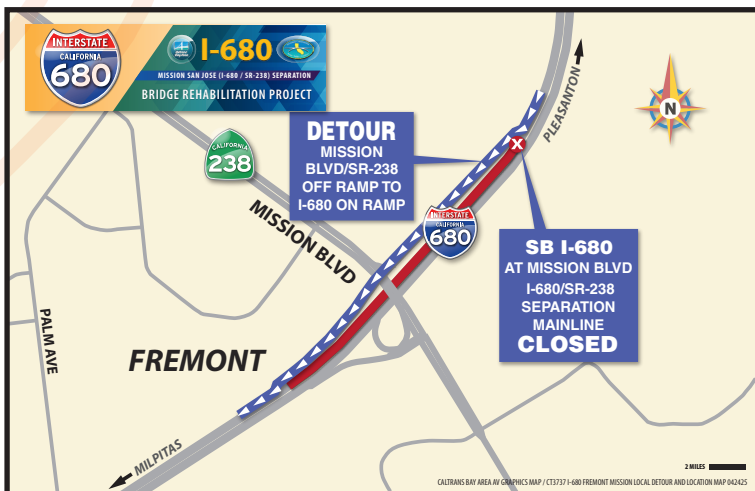 INTERSTATE
CALIFORNIA
680
I-680
MISSION SAN JOSE (I-680 / SR-238) SEPARATION
BRIDGE REHABILITATION PROJECT
CALIFORNIA
238
DETOUR
MISSION
BLVD/SR-238
OFF RAMP TO
I-680 ON RAMP
PLEASANTON
N
X
MISSION BLVD
INTERSTATE
CALIFORNIA
680
SB I-680
AT MISSION BLVD
I-680/SR-238
SEPARATION
MAINLINE
CLOSED
PALM AVE
FREMONT
MILPITAS
2 MILES
CALTRANS BAY AREA AV GRAPHICS MAP / CT3737 I-680 FREMONT MISSION LOCAL DETOUR AND LOCATION MAP 042425